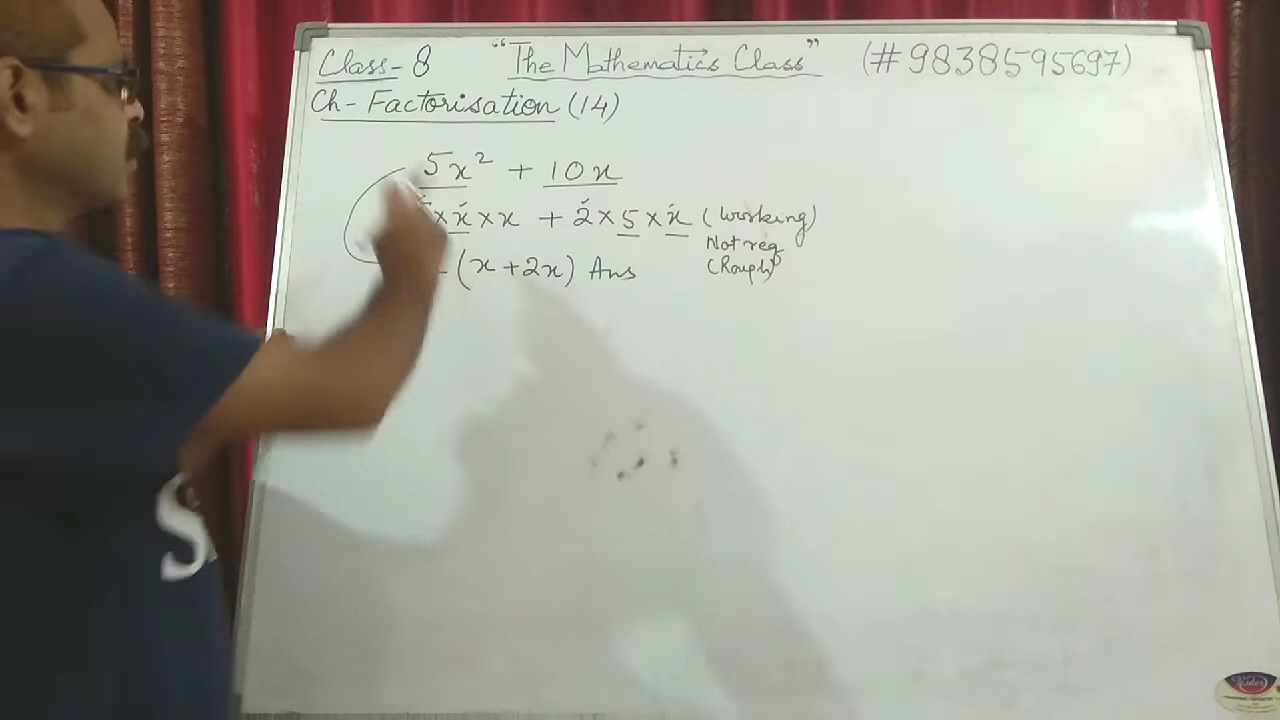 Class-8 "The Mathematics Class" (#9838595697)
Ch-Factorisation (14)
5x² + 10x
×x×x + 2×5×x (working)
Not req
(Rough)
(x+2x) Ans
S